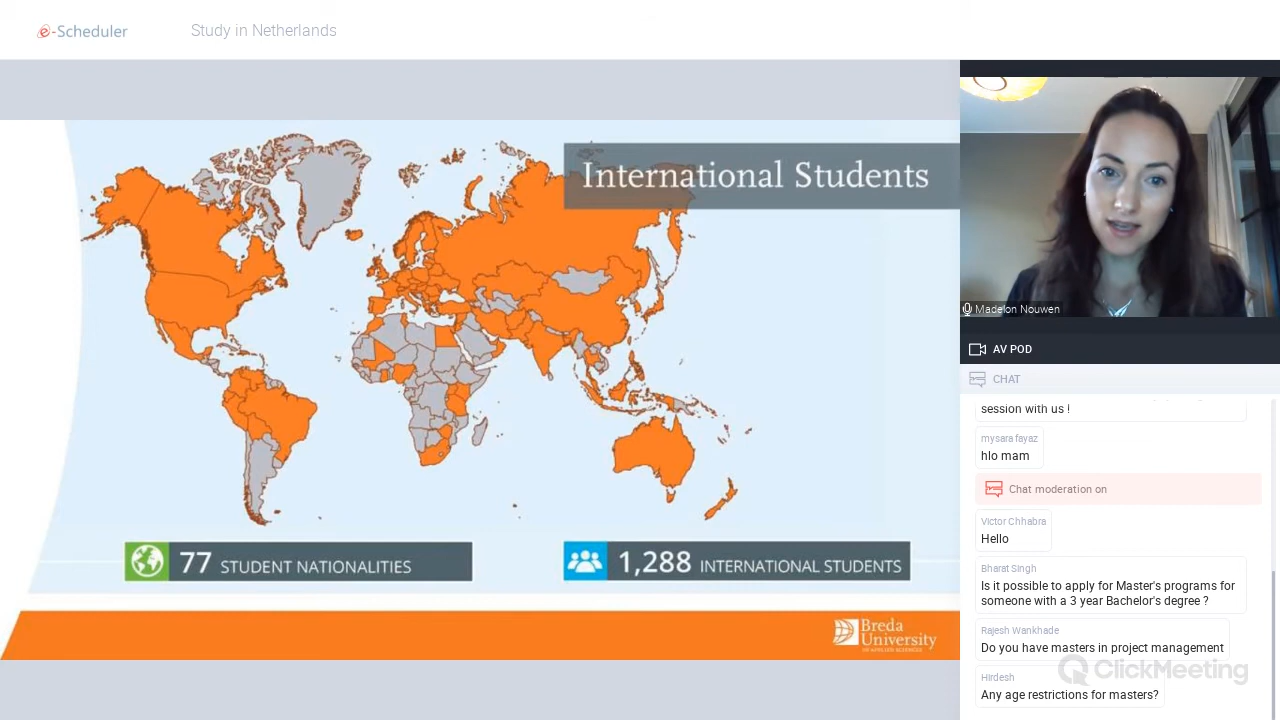 e-Scheduler
Study in Netherlands
International Students
77 STUDENT NATIONALITIES
1,288 INTERNATIONAL STUDENTS
Breda
University
OF APPLIED SCIENCES
Madelon Nouwen
AV POD
CHAT
session with us !
mysara fayaz
hlo mam
Chat moderation on
Victor Chhabra
Hello
Bharat Singh
Is it possible to apply for Master's programs for
someone with a 3 year Bachelor's degree ?
Rajesh Wankhade
Do you have masters in project management
ClickMeeting
Hirdesh
Any age restrictions for masters?